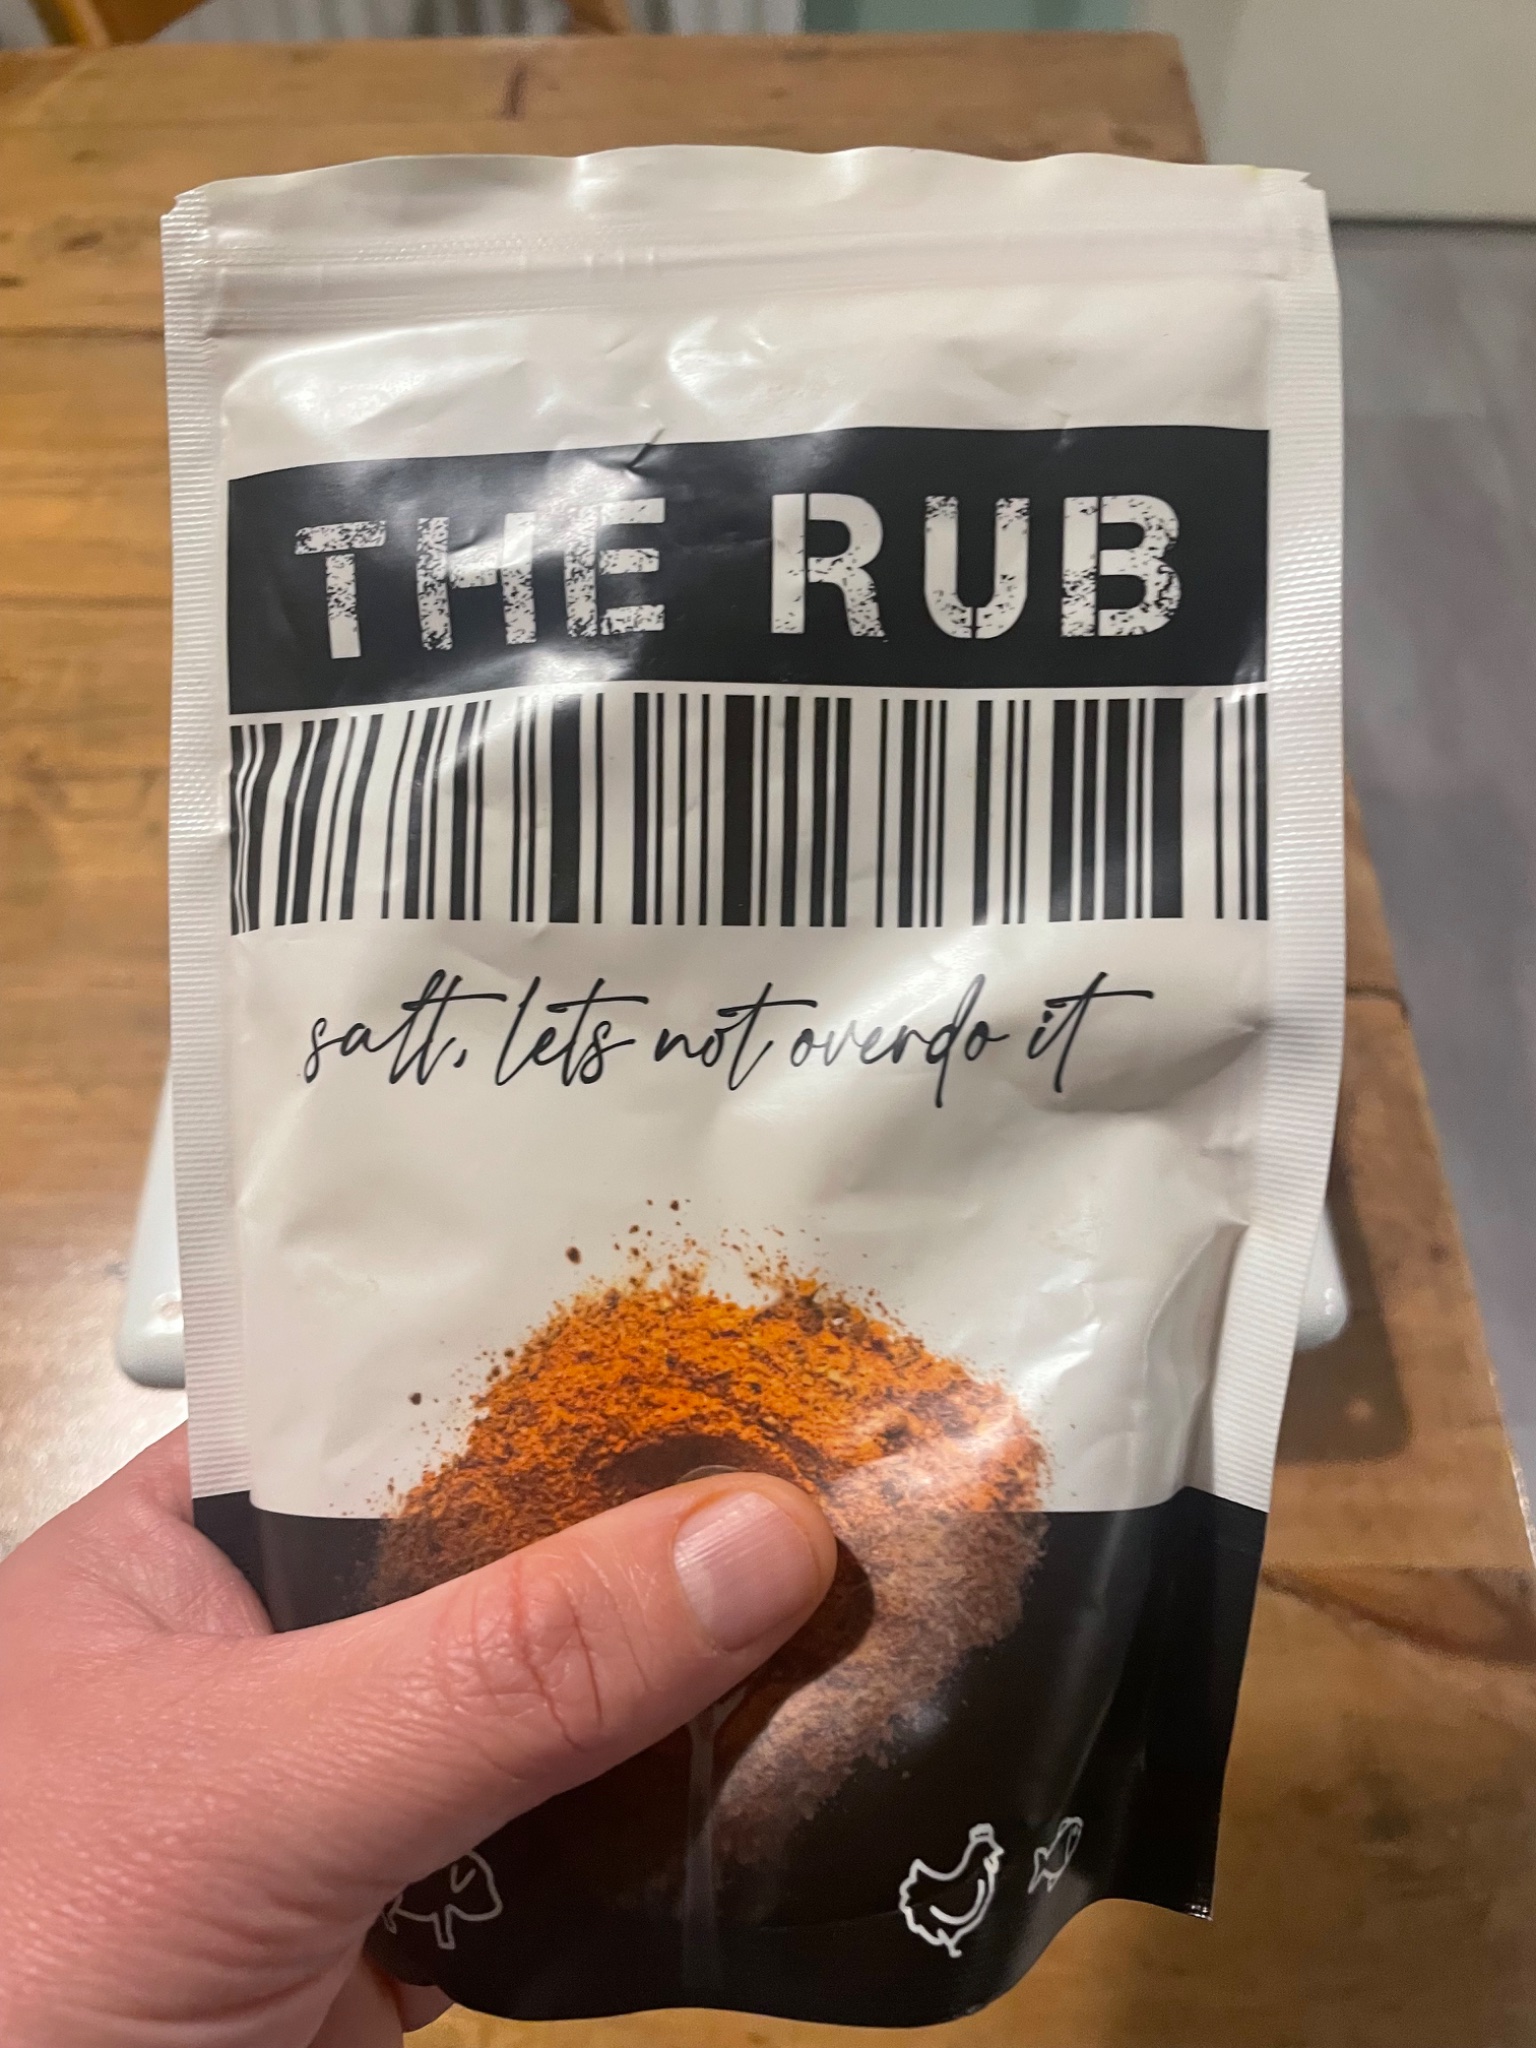 THE RUB
salt, lets not overdo it